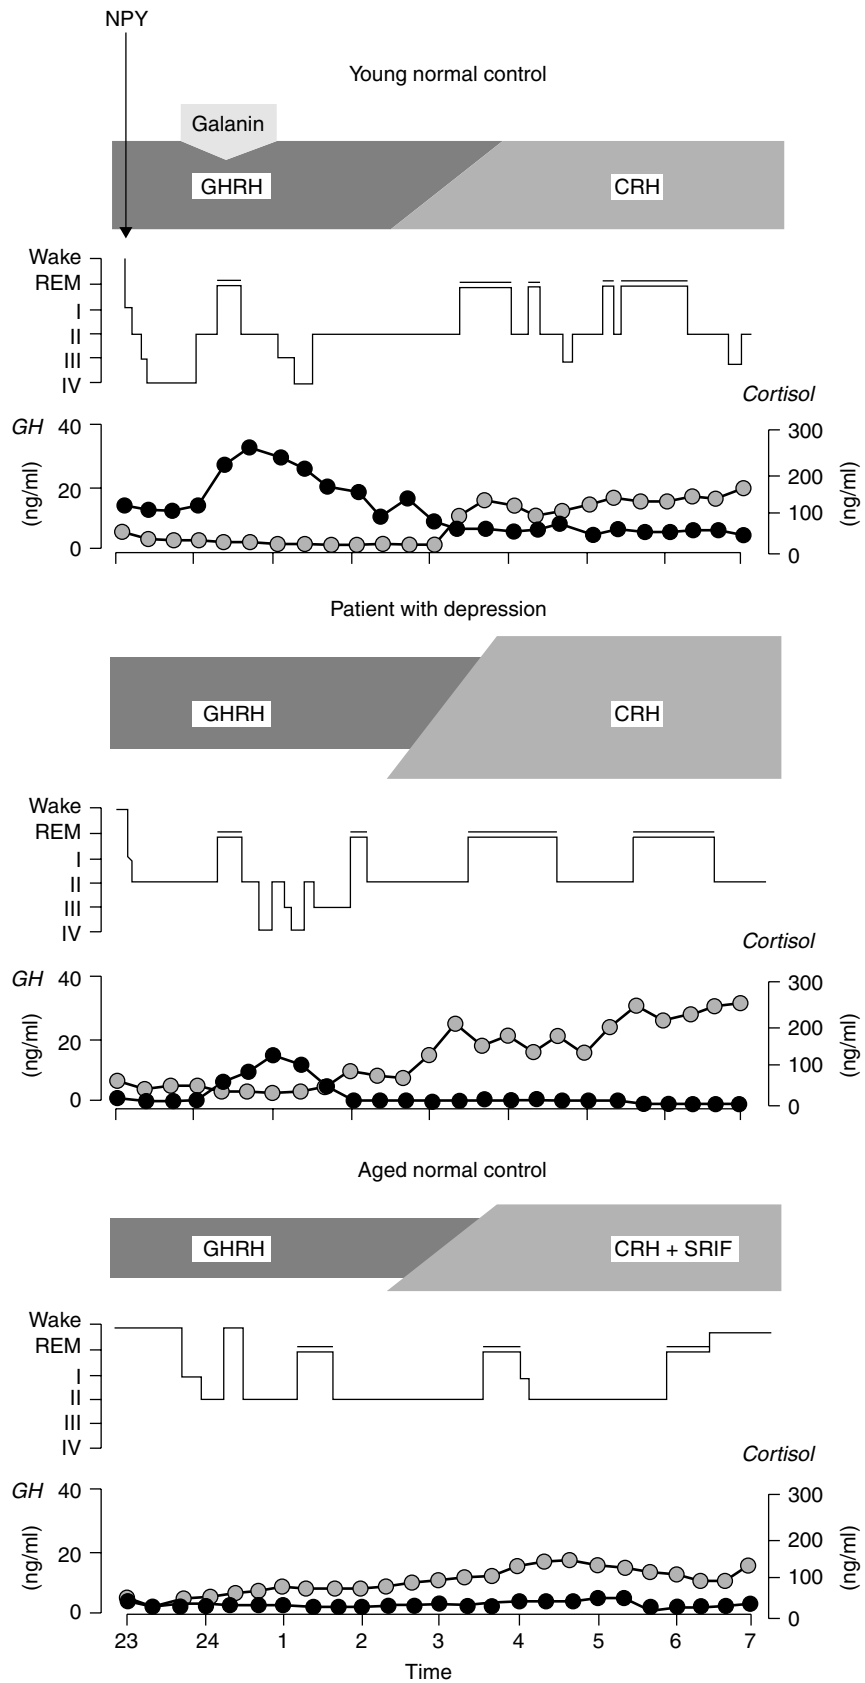 NPY
Young normal control
Galanin
GHRH
CRH
Wake
REM
I
II
III
IV
Cortisol
GH
(ng/ml)
40
20
0
300
200
100
0
(ng/ml)
Patient with depression
GHRH
CRH
Wake
REM
I
II
III
IV
Cortisol
GH
(ng/ml)
40
20
0
300
200
100
0
(ng/ml)
Aged normal control
GHRH
CRH + SRIF
Wake
REM
I
II
III
IV
Cortisol
GH
(ng/ml)
40
20
0
300
200
100
0
(ng/ml)
23 24 1 2 3 4 5 6 7
Time